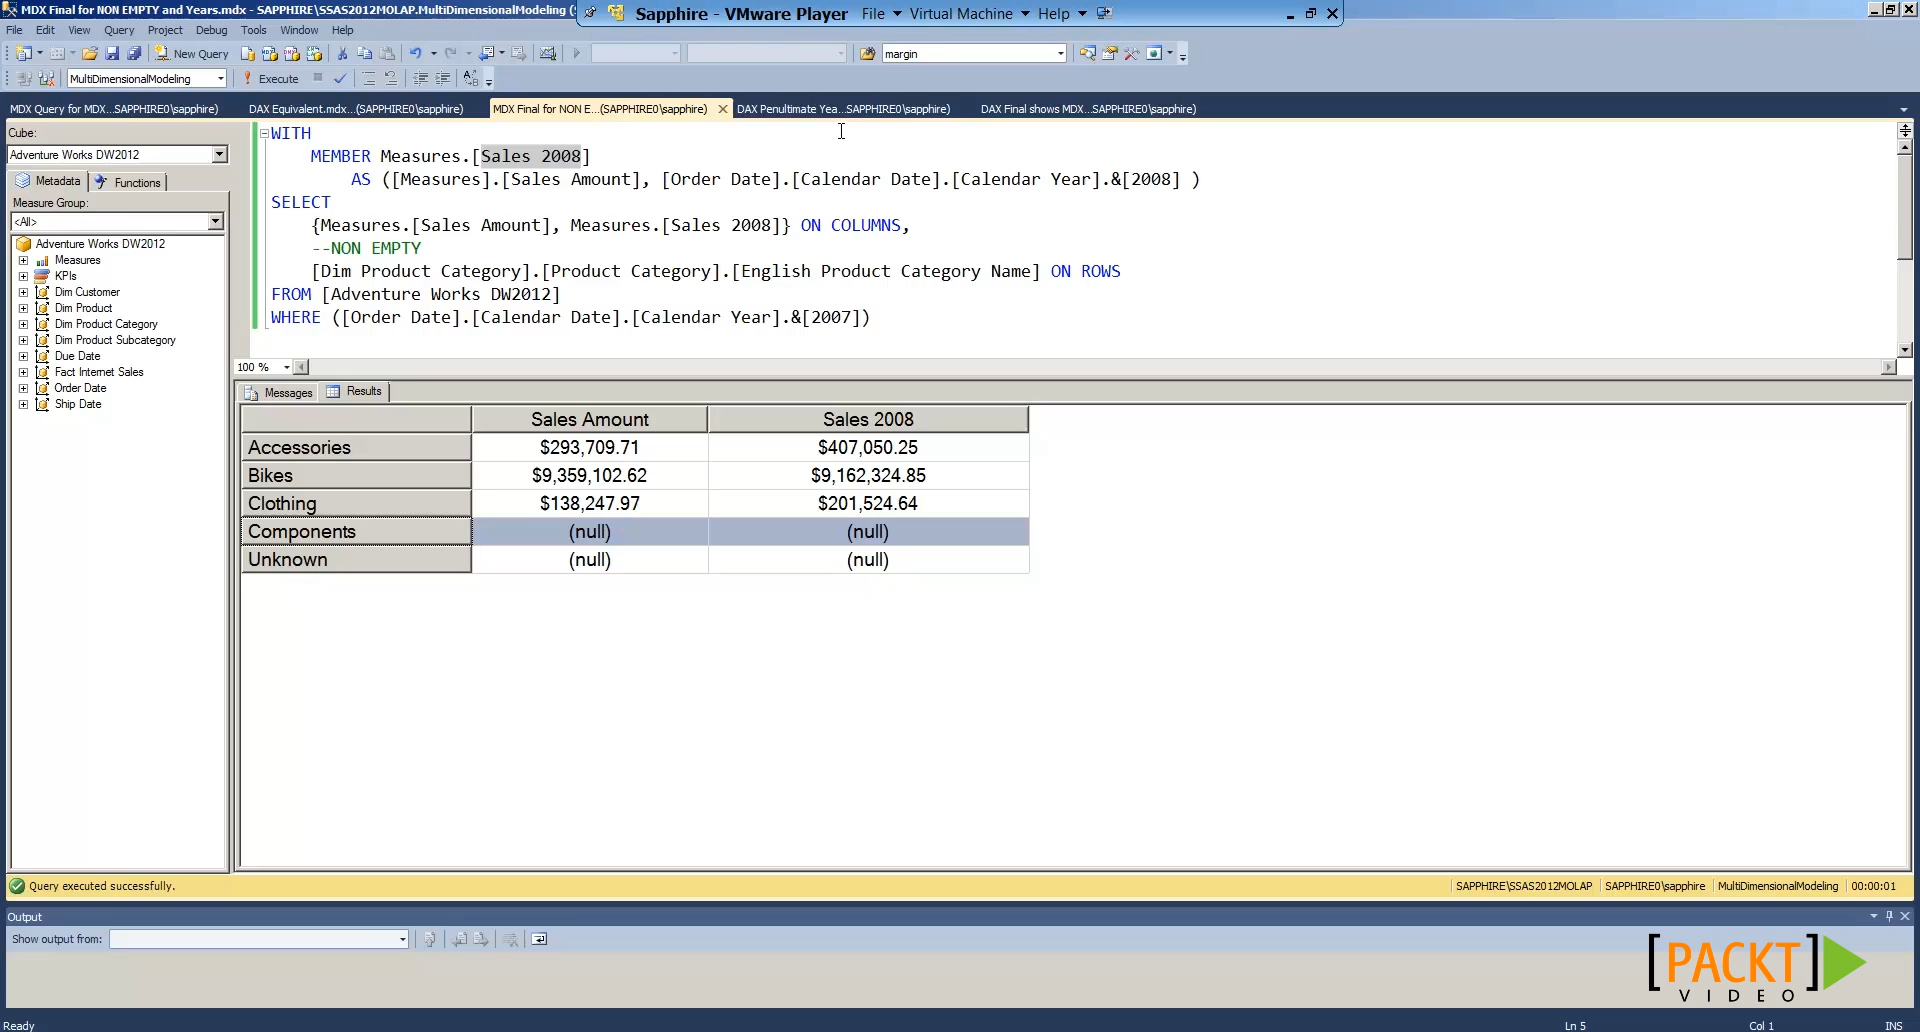 MDX Final for NON EMPTY and Years.mdx - SAPPHIRE\SSAS2012MOLAP.MultiDimensionalModeling (S
Sapphire - VMware Player File Virtual Machine Help
File Edit View Query Project Debug Tools Window Help
New Query margin
MultiDimensionalModeling Execute
MDX Query for MDX...SAPPHIRE0\sapphire) DAX Equivalent.mdx...(SAPPHIRE0\sapphire) MDX Final for NON E...(SAPPHIRE0\sapphire) DAX Penultimate Yea...SAPPHIRE0\sapphire) DAX Final shows MDX...SAPPHIRE0\sapphire)
Cube:
Adventure Works DW2012
Metadata Functions
Measure Group:
<All>
Adventure Works DW2012
Measures
KPIs
Dim Customer
Dim Product
Dim Product Category
Dim Product Subcategory
Due Date
Fact Internet Sales
Order Date
Ship Date
WITH
MEMBER Measures.[Sales 2008]
AS ([Measures].[Sales Amount], [Order Date].[Calendar Date].[Calendar Year].&[2008] )
SELECT
{Measures.[Sales Amount], Measures.[Sales 2008]} ON COLUMNS,
--NON EMPTY
[Dim Product Category].[Product Category].[English Product Category Name] ON ROWS
FROM [Adventure Works DW2012]
WHERE ([Order Date].[Calendar Date].[Calendar Year].&[2007])
100 %
Messages Results
Sales Amount Sales 2008
Accessories $293,709.71 $407,050.25
Bikes $9,359,102.62 $9,162,324.85
Clothing $138,247.97 $201,524.64
Components (null) (null)
Unknown (null) (null)
Query executed successfully. SAPPHIRE\SSAS2012MOLAP SAPPHIRE0\sapphire MultiDimensionalModeling 00:00:01
Output
Show output from:
[PACKT]
VIDEO
Ready Ln 5 Col 1 INS